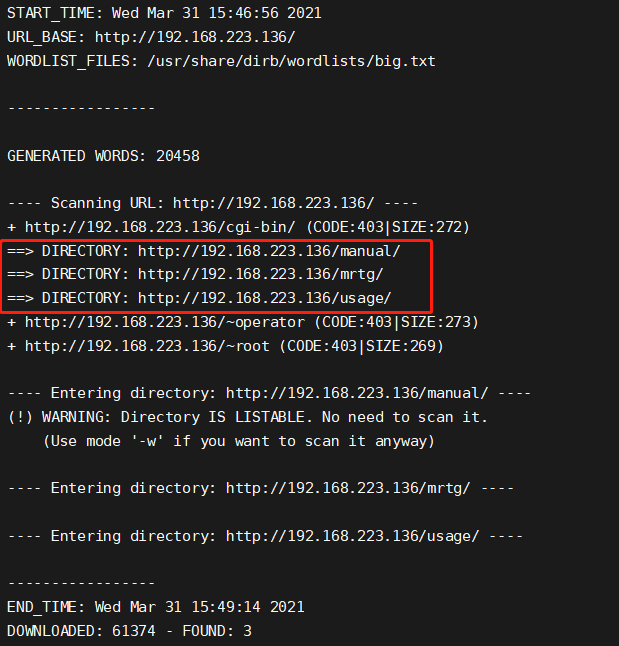 START_TIME: Wed Mar 31 15:46:56 2021
URL_BASE: http://192.168.223.136/
WORDLIST_FILES: /usr/share/dirb/wordlists/big.txt
-----------------
GENERATED WORDS: 20458
---- Scanning URL: http://192.168.223.136/ ----
+ http://192.168.223.136/cgi-bin/ (CODE:403|SIZE:272)
==> DIRECTORY: http://192.168.223.136/manual/
==> DIRECTORY: http://192.168.223.136/mrtg/
==> DIRECTORY: http://192.168.223.136/usage/
+ http://192.168.223.136/~operator (CODE:403|SIZE:273)
+ http://192.168.223.136/~root (CODE:403|SIZE:269)
---- Entering directory: http://192.168.223.136/manual/ ----
(!) WARNING: Directory IS LISTABLE. No need to scan it.
    (Use mode '-w' if you want to scan it anyway)
---- Entering directory: http://192.168.223.136/mrtg/ ----
---- Entering directory: http://192.168.223.136/usage/ ----
-----------------
END_TIME: Wed Mar 31 15:49:14 2021
DOWNLOADED: 61374 - FOUND: 3